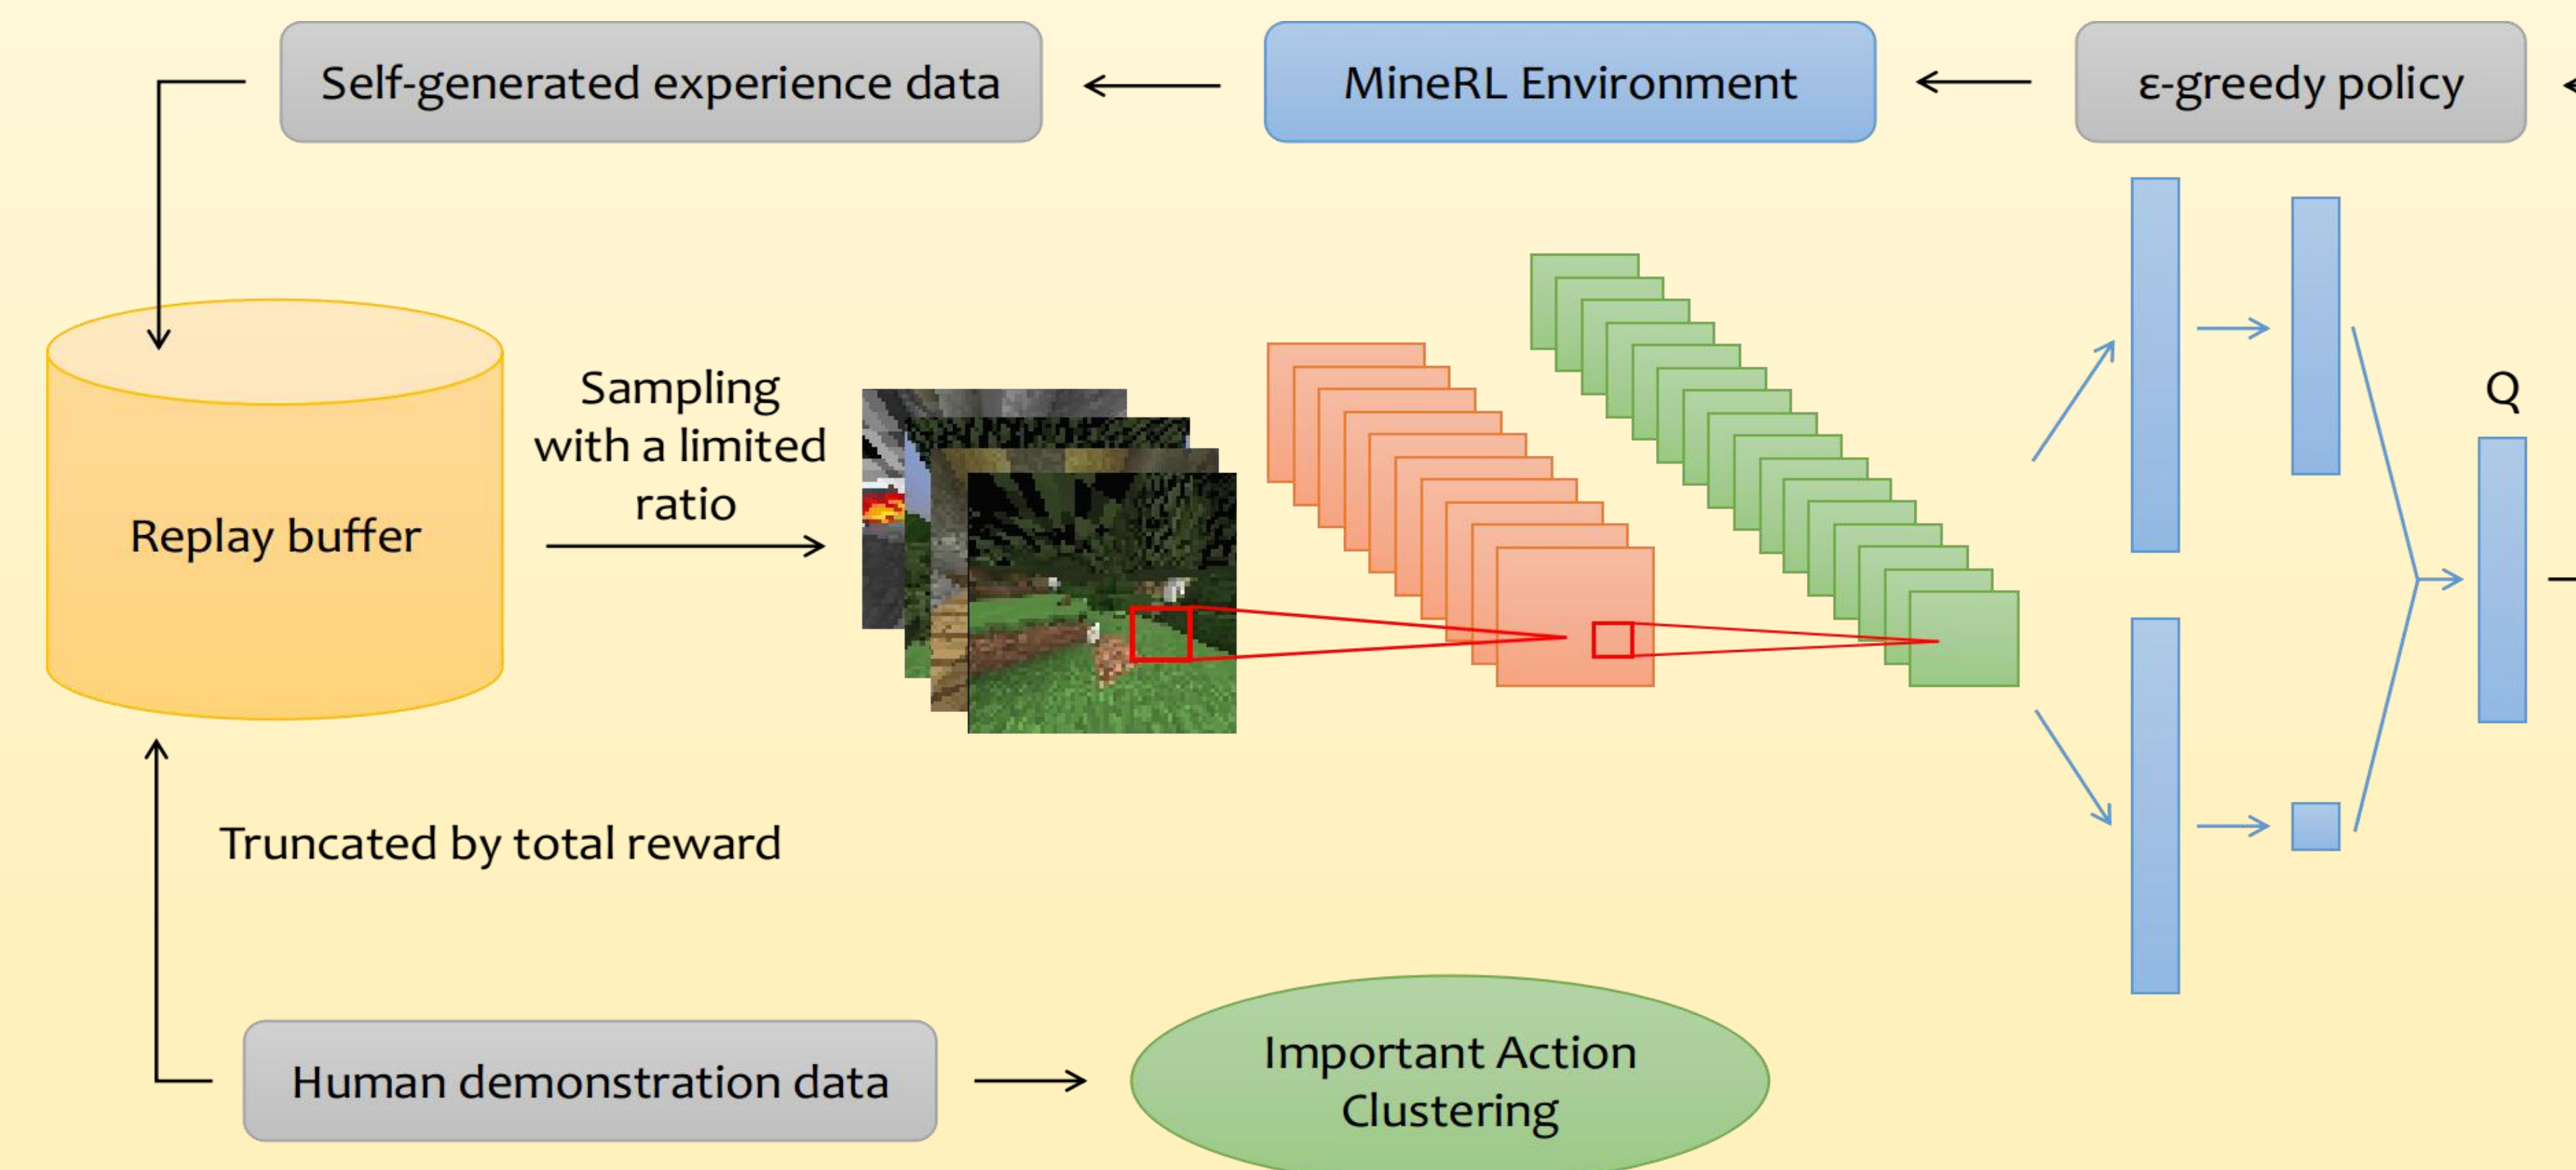 Self-generated experience data
MineRL Environment
ε-greedy policy
Sampling
with a limited
ratio
Replay buffer
Q
Truncated by total reward
Human demonstration data
Important Action
Clustering